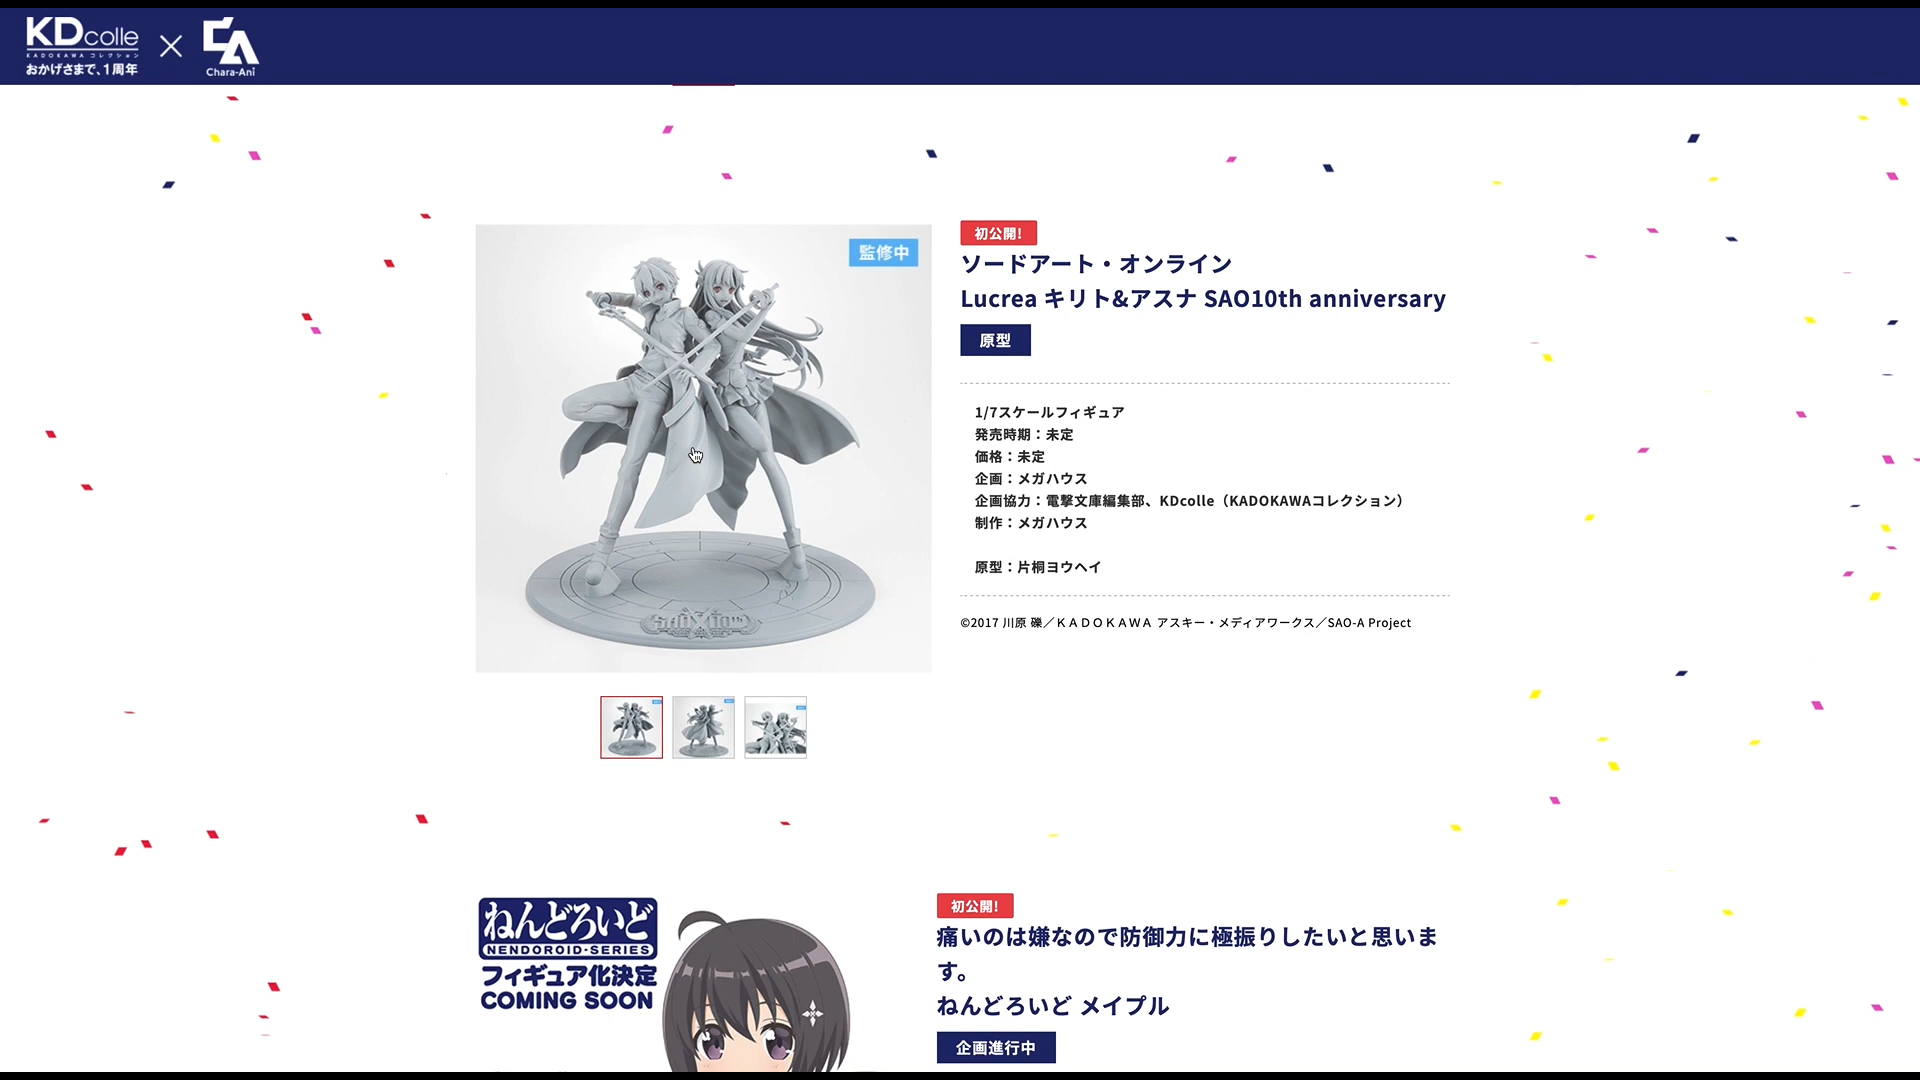 KDcolle
KADOKAWA コレクション
おかげさまで、1周年
Chara-Ani
監修中
初公開!
ソードアート・オンライン
Lucrea キリト&アスナ SAO10th anniversary
原型
1/7スケールフィギュア
発売時期：未定
価格：未定
企画：メガハウス
企画協力：電撃文庫編集部、KDcolle（KADOKAWAコレクション）
制作：メガハウス
原型：片桐ヨウヘイ
©2017 川原 礫／ＫＡＤＯＫＡＷＡ アスキー・メディアワークス／SAO-A Project
ねんどろいど
NENDOROID・SERIES
フィギュア化決定
COMING SOON
初公開!
痛いのは嫌なので防御力に極振りしたいと思いま
す。
ねんどろいど メイプル
企画進行中